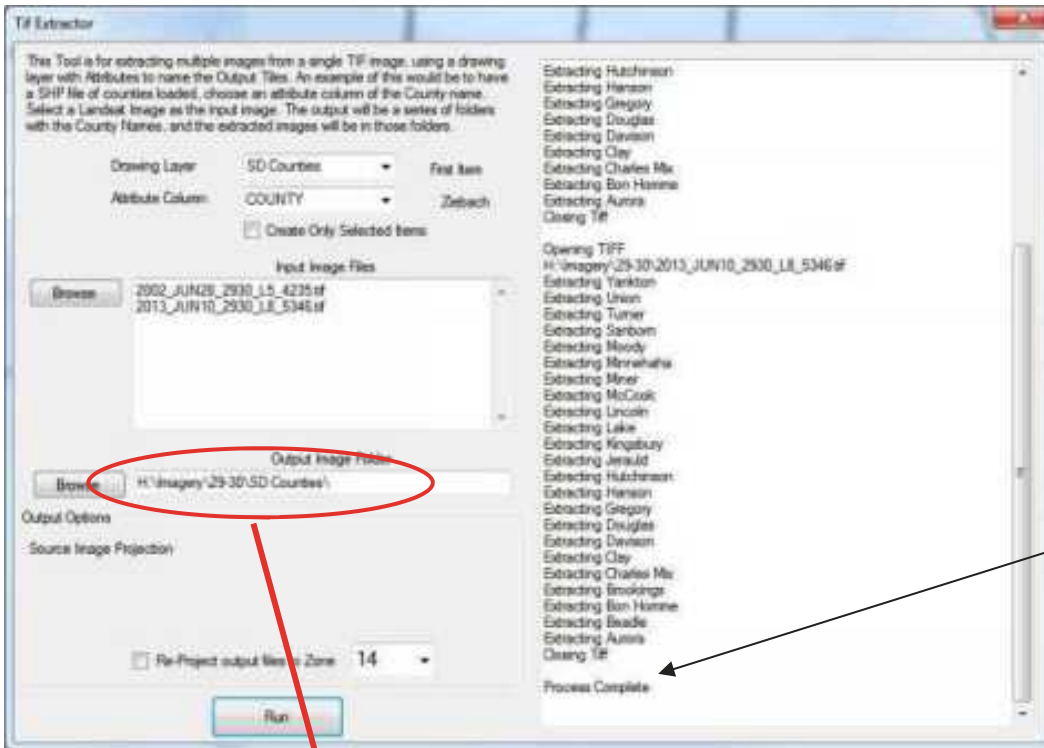 Tif Extractor
This Tool is for extracting multiple images from a single TIF image, using a drawing
layer with Attributes to name the Output Tiles. An example of this would be to have
a SHP file of counties loaded, choose an attribute column of the County name.
Select a Landsat Image as the input image. The output will be a series of folders
with the County Names, and the extracted images will be in those folders.
Drawing Layer SD Counties First Item
Attribute Column COUNTY Ziebach
Create Only Selected Items
Input Image Files
Browse
2002_JUN28_2930_L5_4235.tif
2013_JUN10_2930_L8_5346.tif
Output Image Folder
Browse H:\Imagery\29-30\SD Counties\
Output Options
Source Image Projection
Re-Project output files to Zone 14
Run
Extracting Hutchinson
Extracting Hanson
Extracting Gregory
Extracting Douglas
Extracting Davison
Extracting Clay
Extracting Charles Mix
Extracting Bon Homme
Extracting Aurora
Closing Tiff
Opening TIFF
H:\Imagery\29-30\2013_JUN10_2930_L8_5346.tif
Extracting Yankton
Extracting Union
Extracting Turner
Extracting Sanborn
Extracting Moody
Extracting Minnehaha
Extracting Miner
Extracting McCook
Extracting Lincoln
Extracting Lake
Extracting Kingsbury
Extracting Jerauld
Extracting Hutchinson
Extracting Hanson
Extracting Gregory
Extracting Douglas
Extracting Davison
Extracting Clay
Extracting Charles Mix
Extracting Brookings
Extracting Bon Homme
Extracting Beadle
Extracting Aurora
Closing Tiff
Process Complete